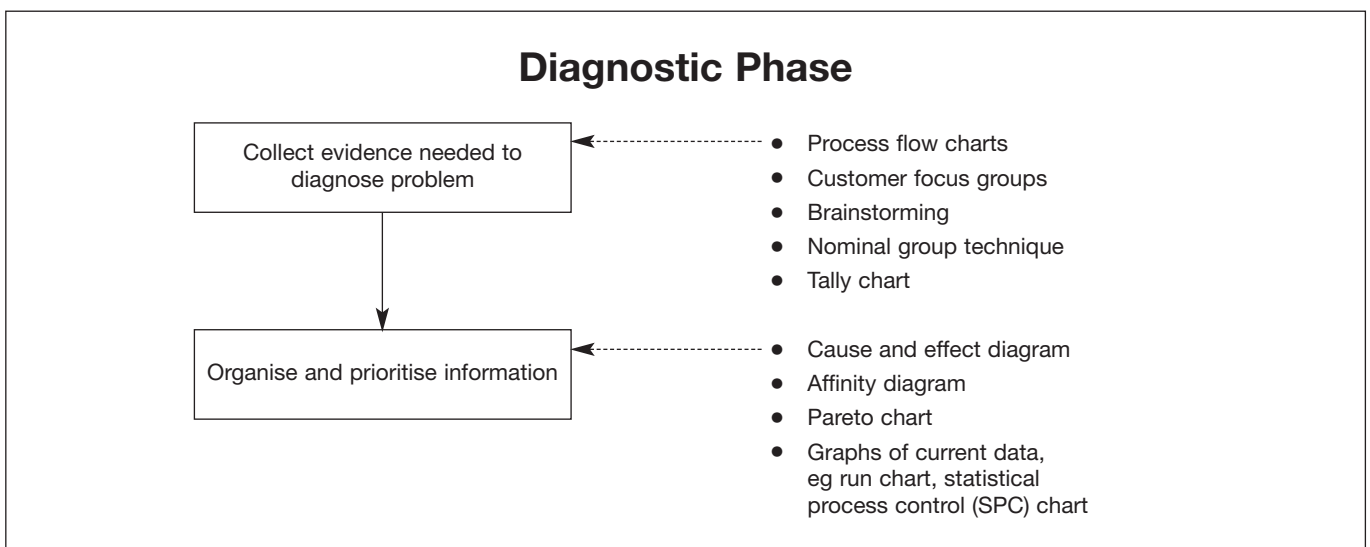 Diagnostic Phase
Collect evidence needed to
diagnose problem
● Process flow charts
● Customer focus groups
● Brainstorming
● Nominal group technique
● Tally chart
Organise and prioritise information
● Cause and effect diagram
● Affinity diagram
● Pareto chart
● Graphs of current data,
eg run chart, statistical
process control (SPC) chart